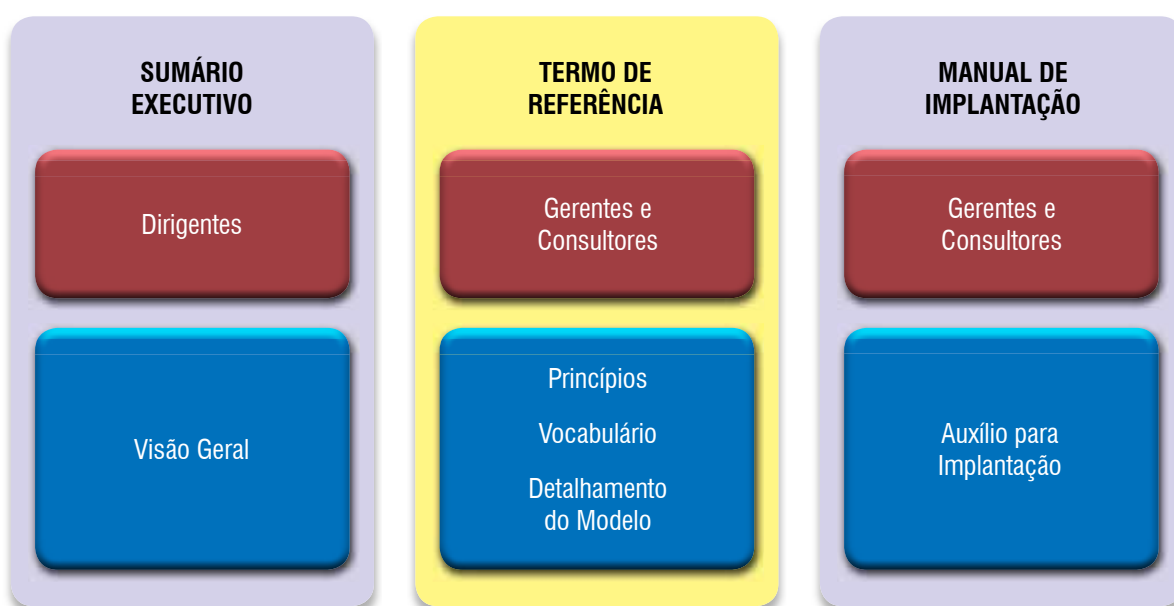 SUMÁRIO
EXECUTIVO
Dirigentes
Visão Geral
TERMO DE
REFERÊNCIA
Gerentes e
Consultores
Princípios
Vocabulário
Detalhamento
do Modelo
MANUAL DE
IMPLANTAÇÃO
Gerentes e
Consultores
Auxílio para
Implantação